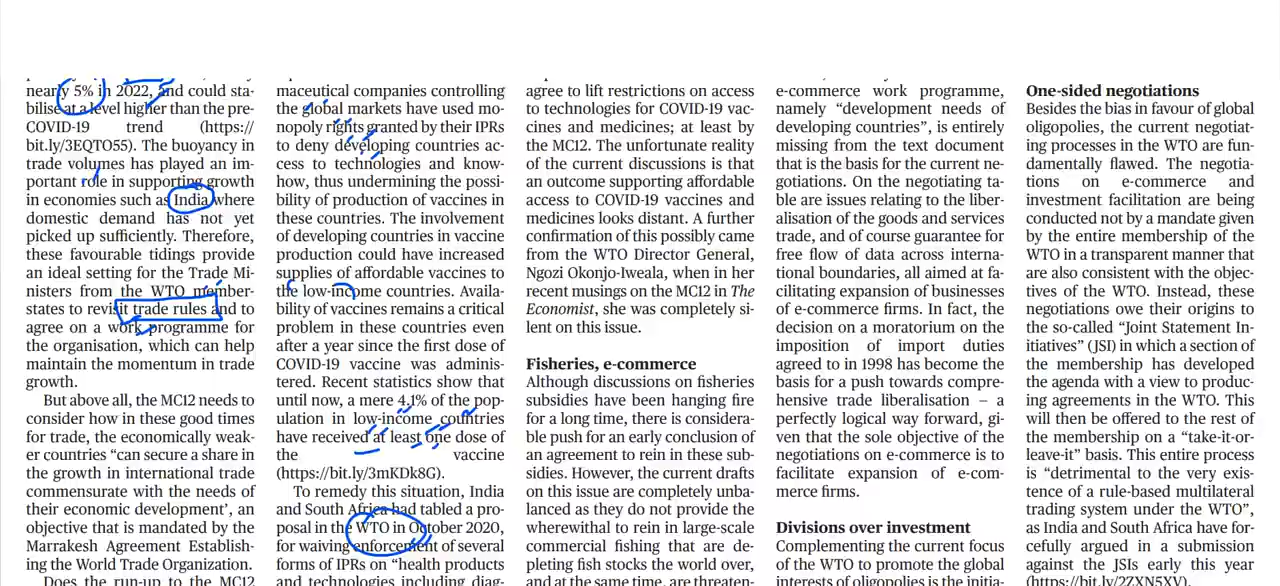 nearly 5% in 2022, and could sta-
bilise at a level higher than the pre-
COVID-19 trend (https://
bit.ly/3EQTO55). The buoyancy in
trade volumes has played an im-
portant role in supporting growth
in economies such as India where
domestic demand has not yet
picked up sufficiently. Therefore,
these favourable tidings provide
an ideal setting for the Trade Mi-
nisters from the WTO member-
states to revisit trade rules and to
agree on a work programme for
the organisation, which can help
maintain the momentum in trade
growth.
But above all, the MC12 needs to
consider how in these good times
for trade, the economically weak-
er countries “can secure a share in
the growth in international trade
commensurate with the needs of
their economic development’, an
objective that is mandated by the
Marrakesh Agreement Establish-
ing the World Trade Organization.
Does the run-up to the MC12
maceutical companies controlling
the global markets have used mo-
nopoly rights granted by their IPRs
to deny developing countries ac-
cess to technologies and know-
how, thus undermining the possi-
bility of production of vaccines in
these countries. The involvement
of developing countries in vaccine
production could have increased
supplies of affordable vaccines to
the low-income countries. Availa-
bility of vaccines remains a critical
problem in these countries even
after a year since the first dose of
COVID-19 vaccine was adminis-
tered. Recent statistics show that
until now, a mere 4.1% of the pop-
ulation in low-income countries
have received at least one dose of
the vaccine
(https://bit.ly/3mKDk8G).
To remedy this situation, India
and South Africa had tabled a pro-
posal in the WTO in October 2020,
for waiving enforcement of several
forms of IPRs on “health products
and technologies including diag-
agree to lift restrictions on access
to technologies for COVID-19 vac-
cines and medicines; at least by
the MC12. The unfortunate reality
of the current discussions is that
an outcome supporting affordable
access to COVID-19 vaccines and
medicines looks distant. A further
confirmation of this possibly came
from the WTO Director General,
Ngozi Okonjo-Iweala, when in her
recent musings on the MC12 in The
Economist, she was completely si-
lent on this issue.
Fisheries, e-commerce
Although discussions on fisheries
subsidies have been hanging fire
for a long time, there is considera-
ble push for an early conclusion of
an agreement to rein in these sub-
sidies. However, the current drafts
on this issue are completely unba-
lanced as they do not provide the
wherewithal to rein in large-scale
commercial fishing that are de-
pleting fish stocks the world over,
and at the same time, are threaten-
e-commerce work programme,
namely “development needs of
developing countries”, is entirely
missing from the text document
that is the basis for the current ne-
gotiations. On the negotiating ta-
ble are issues relating to the liber-
alisation of the goods and services
trade, and of course guarantee for
free flow of data across interna-
tional boundaries, all aimed at fa-
cilitating expansion of businesses
of e-commerce firms. In fact, the
decision on a moratorium on the
imposition of import duties
agreed to in 1998 has become the
basis for a push towards compre-
hensive trade liberalisation – a
perfectly logical way forward, gi-
ven that the sole objective of the
negotiations on e-commerce is to
facilitate expansion of e-com-
merce firms.
Divisions over investment
Complementing the current focus
of the WTO to promote the global
interests of oligopolies is the initia-
One-sided negotiations
Besides the bias in favour of global
oligopolies, the current negotiat-
ing processes in the WTO are fun-
damentally flawed. The negotia-
tions on e-commerce and
investment facilitation are being
conducted not by a mandate given
by the entire membership of the
WTO in a transparent manner that
are also consistent with the objec-
tives of the WTO. Instead, these
negotiations owe their origins to
the so-called “Joint Statement In-
itiatives” (JSI) in which a section of
the membership has developed
the agenda with a view to produc-
ing agreements in the WTO. This
will then be offered to the rest of
the membership on a “take-it-or-
leave-it” basis. This entire process
is “detrimental to the very exis-
tence of a rule-based multilateral
trading system under the WTO”,
as India and South Africa have for-
cefully argued in a submission
against the JSIs early this year
(https://bit.ly/2ZXN5XV).